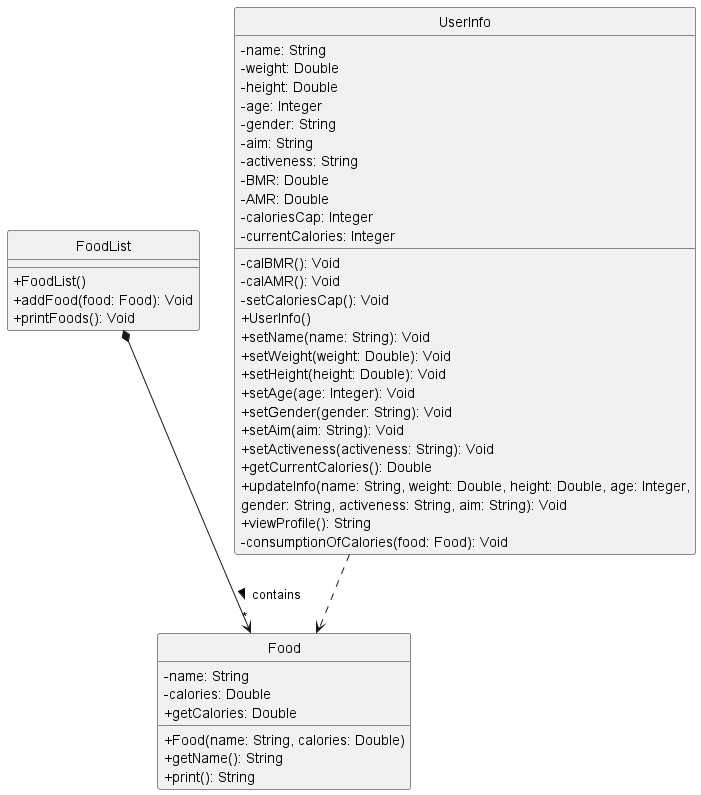 UserInfo
-name: String
-weight: Double
-height: Double
-age: Integer
-gender: String
-aim: String
-activeness: String
-BMR: Double
-AMR: Double
-caloriesCap: Integer
-currentCalories: Integer
-calBMR(): Void
-calAMR(): Void
-setCaloriesCap(): Void
+UserInfo()
+setName(name: String): Void
+setWeight(weight: Double): Void
+setHeight(height: Double): Void
+setAge(age: Integer): Void
+setGender(gender: String): Void
+setAim(aim: String): Void
+setActiveness(activeness: String): Void
+getCurrentCalories(): Double
+updateInfo(name: String, weight: Double, height: Double, age: Integer,
gender: String, activeness: String, aim: String): Void
+viewProfile(): String
-consumptionOfCalories(food: Food): Void
FoodList
+FoodList()
+addFood(food: Food): Void
+printFoods(): Void
contains
*
Food
-name: String
-calories: Double
+getCalories: Double
+Food(name: String, calories: Double)
+getName(): String
+print(): String